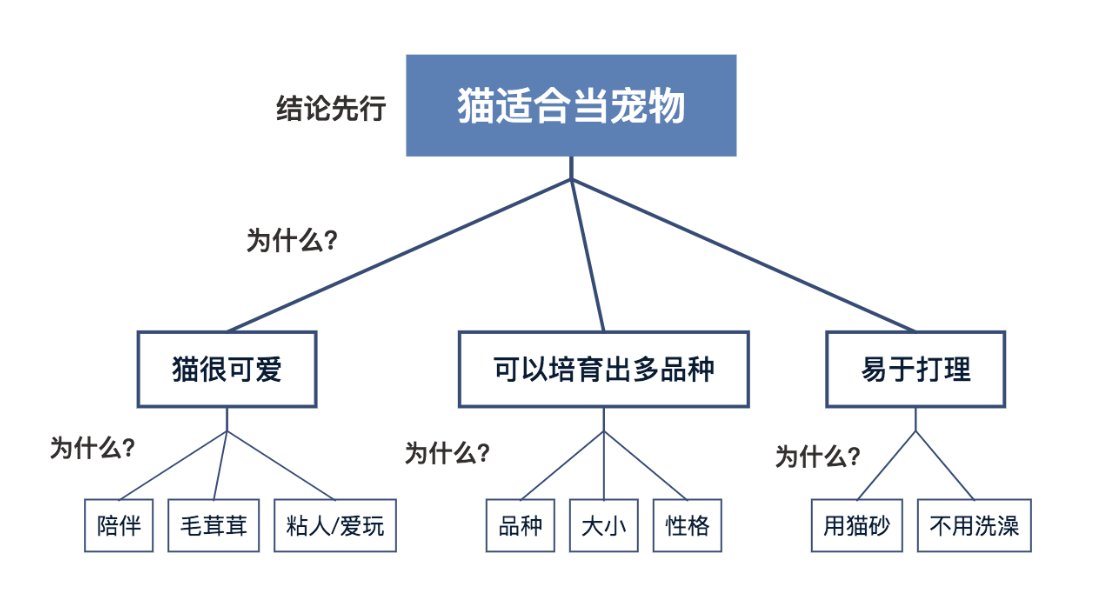 结论先行
猫适合当宠物
为什么?
猫很可爱
可以培育出多品种
易于打理
为什么?
为什么?
为什么?
陪伴
毛茸茸
粘人/爱玩
品种
大小
性格
用猫砂
不用洗澡